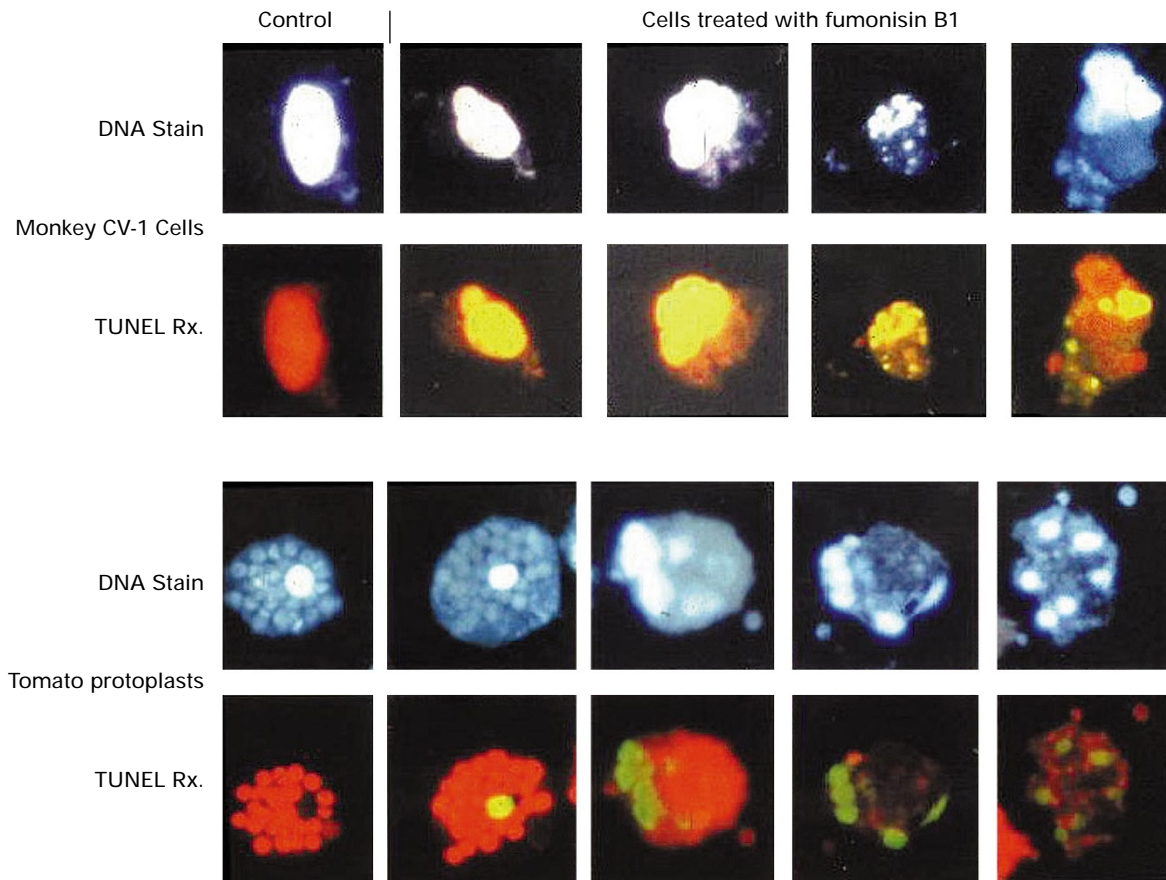 Control
Cells treated with fumonisin B1
DNA Stain
Monkey CV-1 Cells
TUNEL Rx.
DNA Stain
Tomato protoplasts
TUNEL Rx.